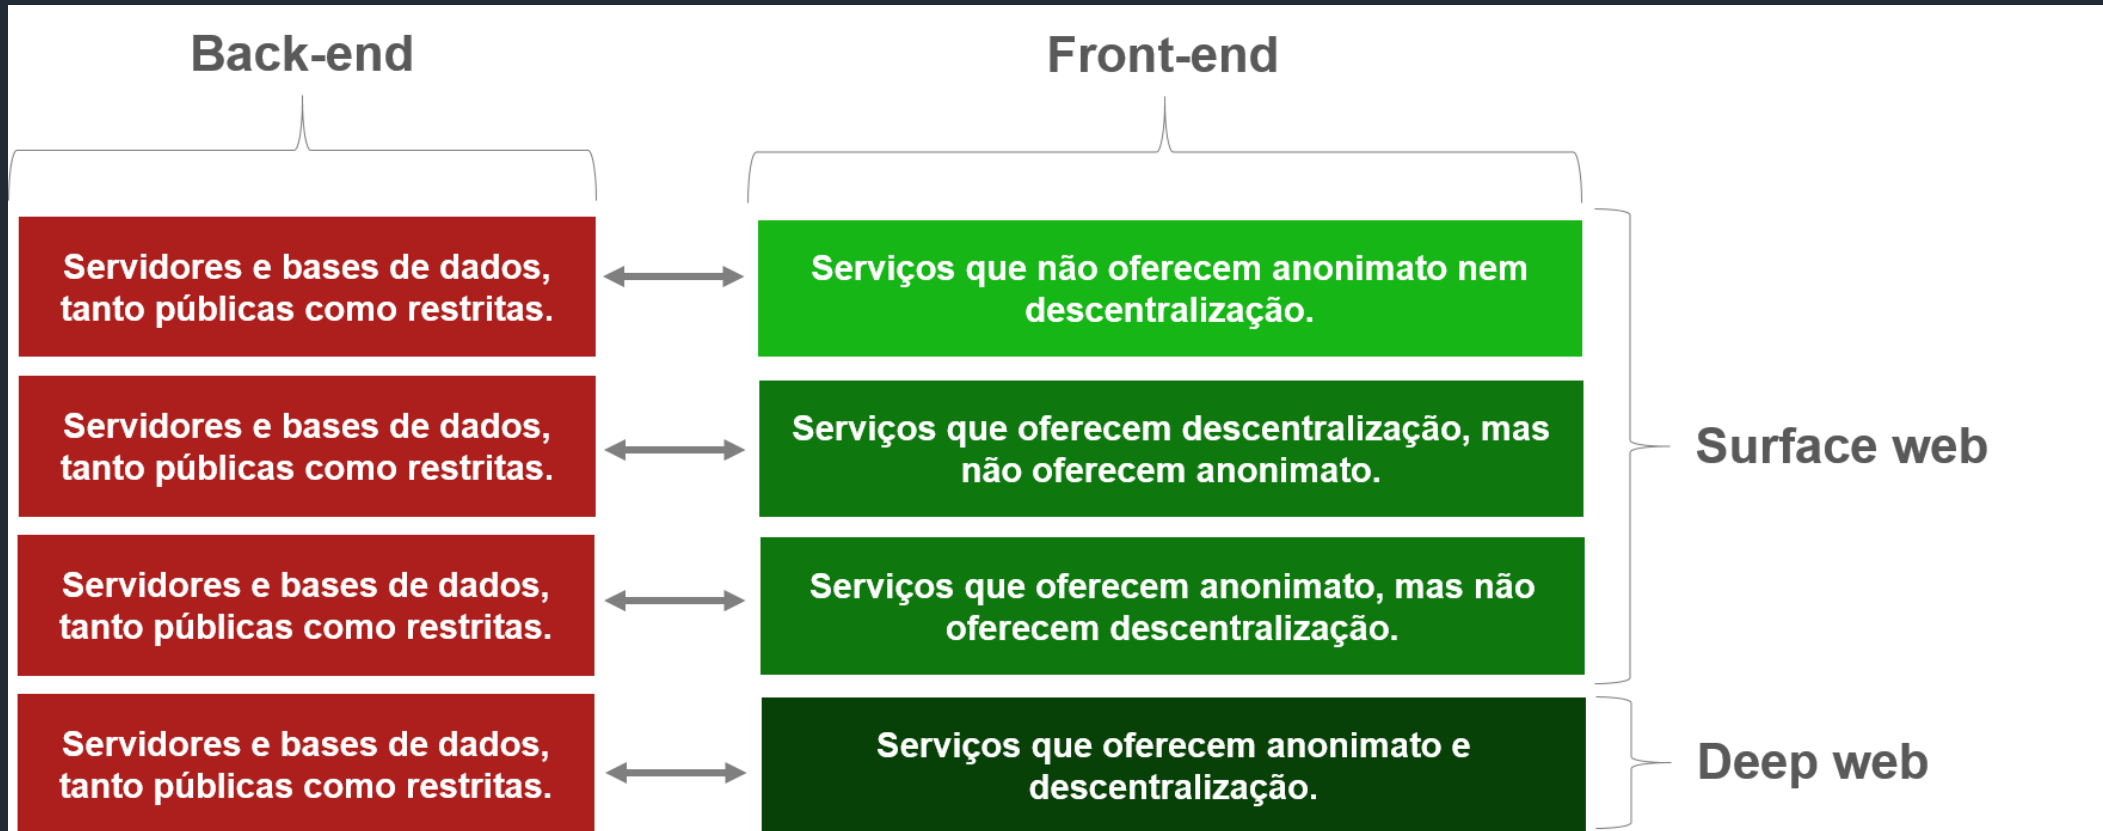 Back-end
Front-end
Servidores e bases de dados,
tanto públicas como restritas.
Serviços que não oferecem anonimato nem
descentralização.
Servidores e bases de dados,
tanto públicas como restritas.
Serviços que oferecem descentralização, mas
não oferecem anonimato.
Surface web
Servidores e bases de dados,
tanto públicas como restritas.
Serviços que oferecem anonimato, mas não
oferecem descentralização.
Servidores e bases de dados,
tanto públicas como restritas.
Serviços que oferecem anonimato e
descentralização.
Deep web